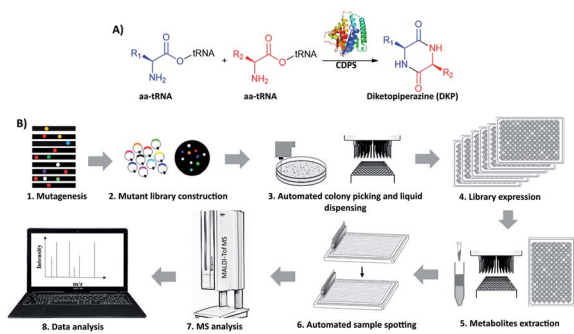 A)
R1
O
O
tRNA
NH2
aa-tRNA
+
R2
O
O
tRNA
NH2
aa-tRNA
CDPS
R1
O
NH
HN
O
R2
Diketopiperazine (DKP)
B)
1. Mutagenesis
2. Mutant library construction
3. Automated colony picking and liquid
dispensing
4. Library expression
5. Metabolites extraction
6. Automated sample spotting
MALDI-Tof MS
7. MS analysis
Intensity
m/z
8. Data analysis